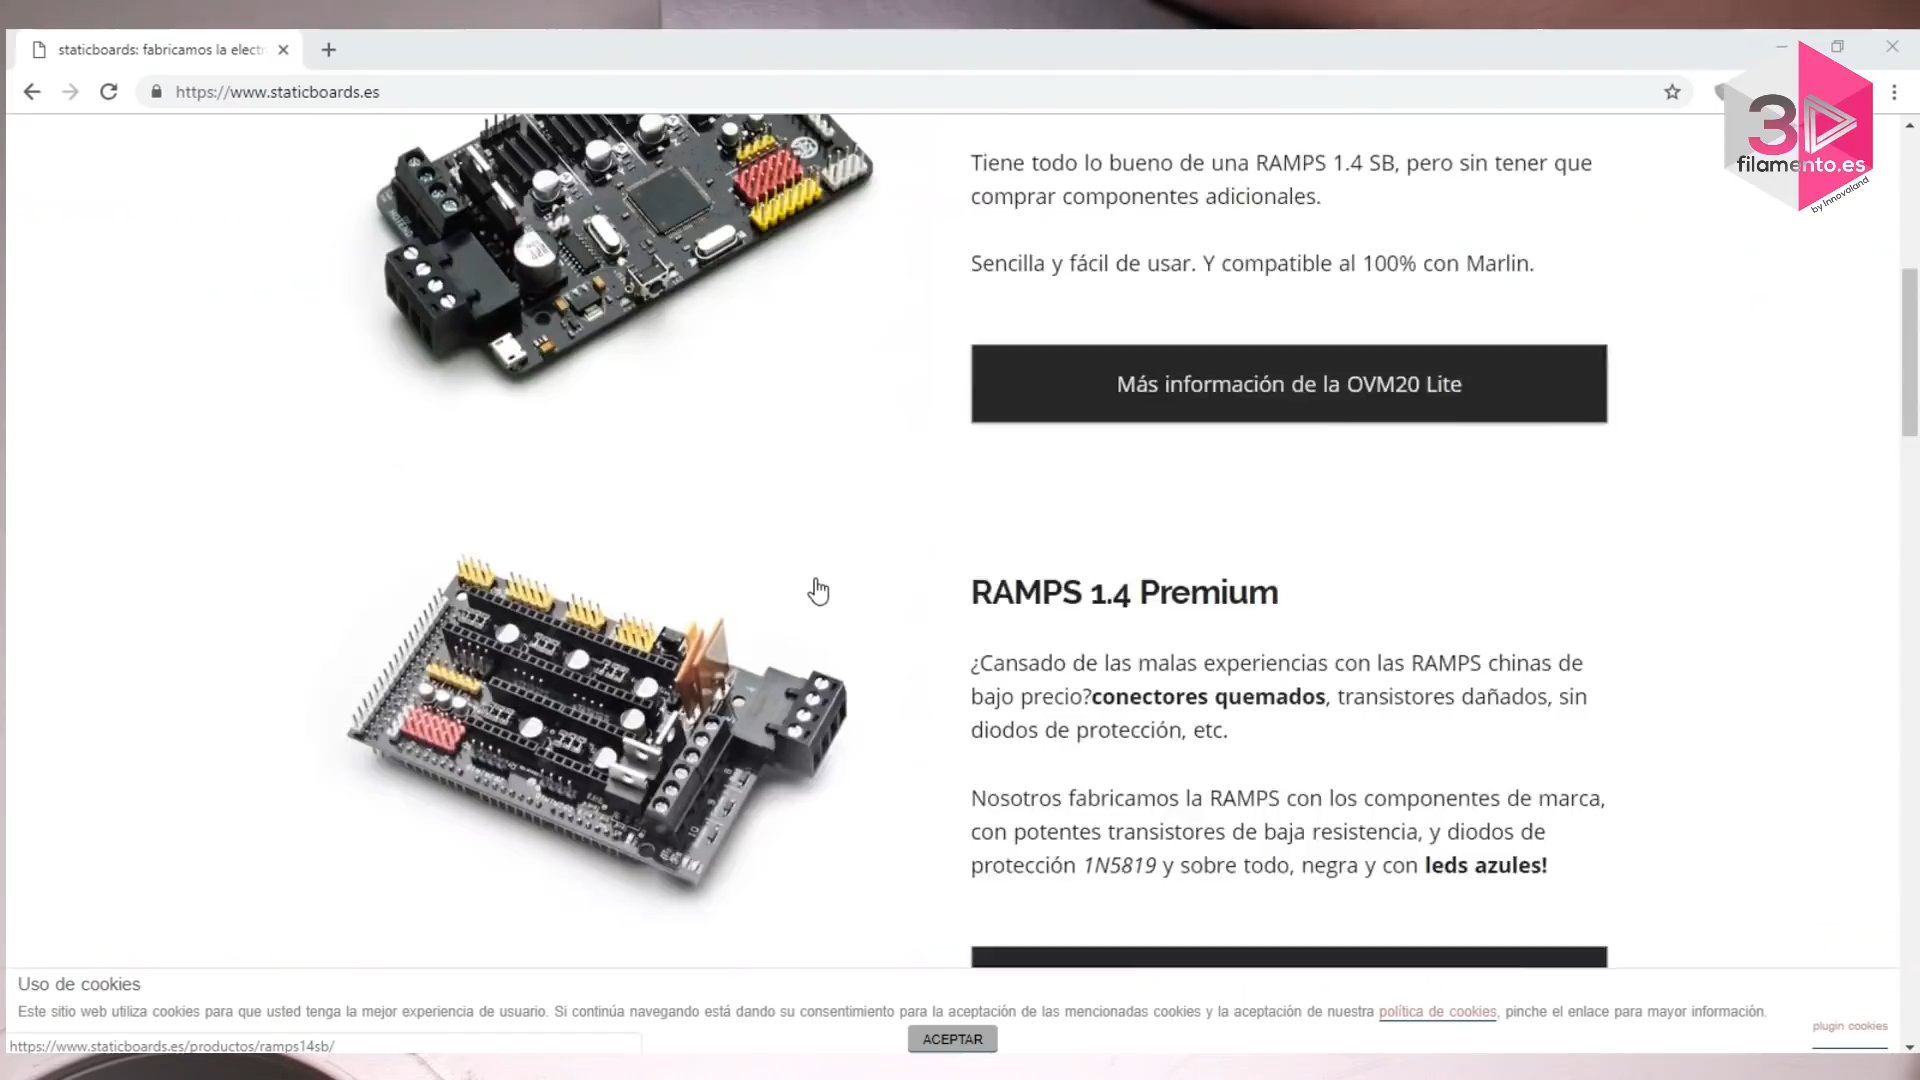 staticboards: fabricamos la elect
https://www.staticboards.es
3D
filamento.es
by Innovaland
Tiene todo lo bueno de una RAMPS 1.4 SB, pero sin tener que
comprar componentes adicionales.
Sencilla y fácil de usar. Y compatible al 100% con Marlin.
Más información de la OVM20 Lite
RAMPS 1.4 Premium
¿Cansado de las malas experiencias con las RAMPS chinas de
bajo precio?conectores quemados, transistores dañados, sin
diodos de protección, etc.
Nosotros fabricamos la RAMPS con los componentes de marca,
con potentes transistores de baja resistencia, y diodos de
protección 1N5819 y sobre todo, negra y con leds azules!
Uso de cookies
Este sitio web utiliza cookies para que usted tenga la mejor experiencia de usuario. Si continúa navegando está dando su consentimiento para la aceptación de las mencionadas cookies y la aceptación de nuestra política de cookies, pinche el enlace para mayor información.
plugin cookies
ACEPTAR
https://www.staticboards.es/productos/ramps14sb/